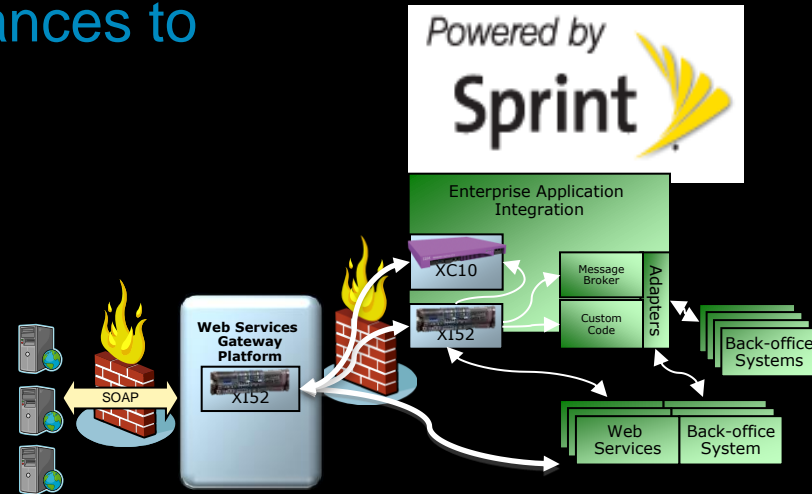 ances to
Powered by
Sprint
Enterprise Application
Integration
XC10
Message
Broker
Adapters
XI52
Custom
Code
Back-office
Systems
Web Services
Gateway
Platform
XI52
SOAP
Web
Services
Back-office
System